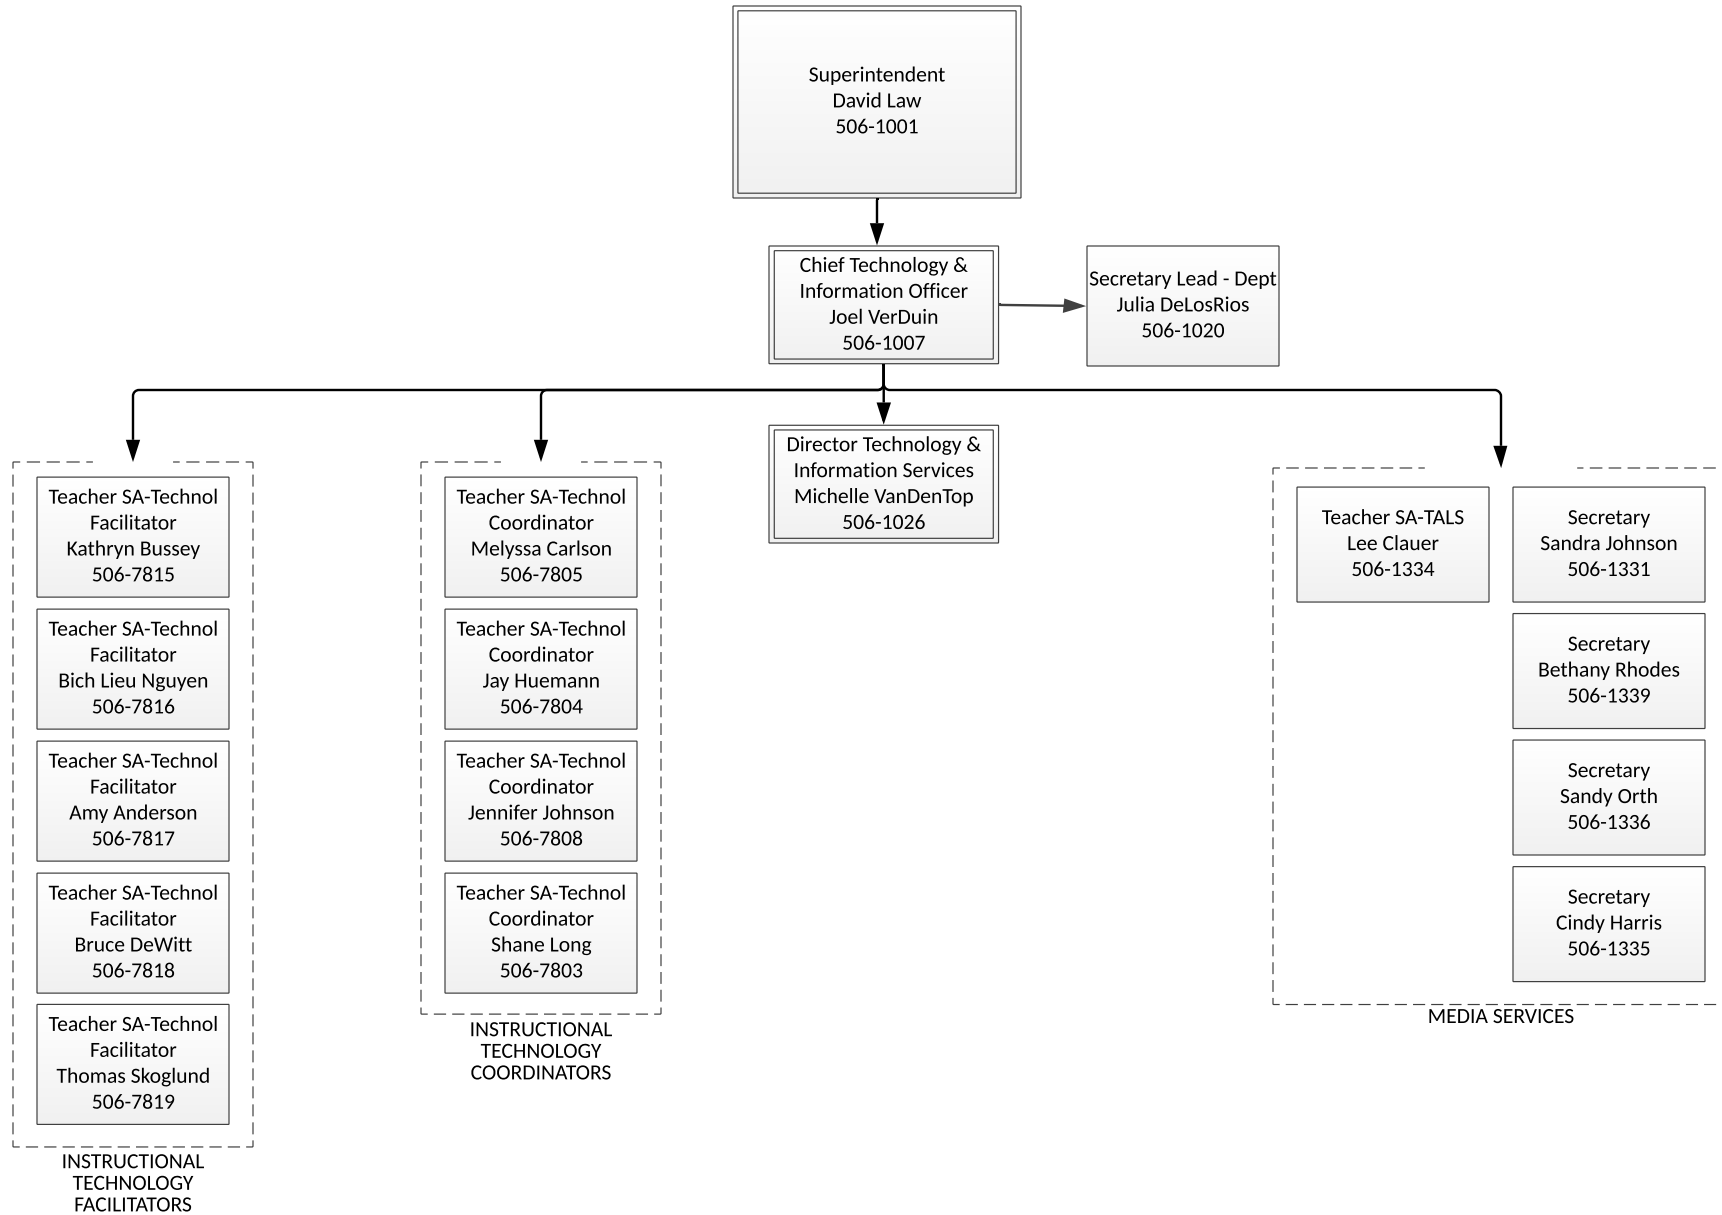 Superintendent
David Law
506-1001
Chief Technology &
Information Officer
Joel VerDuin
506-1007
Secretary Lead - Dept
Julia DeLosRios
506-1020
Director Technology &
Information Services
Michelle VanDenTop
506-1026
Teacher SA-Technol
Facilitator
Kathryn Bussey
506-7815
Teacher SA-Technol
Facilitator
Bich Lieu Nguyen
506-7816
Teacher SA-Technol
Facilitator
Amy Anderson
506-7817
Teacher SA-Technol
Facilitator
Bruce DeWitt
506-7818
Teacher SA-Technol
Facilitator
Thomas Skoglund
506-7819
INSTRUCTIONAL
TECHNOLOGY
FACILITATORS
Teacher SA-Technol
Coordinator
Melyssa Carlson
506-7805
Teacher SA-Technol
Coordinator
Jay Huemann
506-7804
Teacher SA-Technol
Coordinator
Jennifer Johnson
506-7808
Teacher SA-Technol
Coordinator
Shane Long
506-7803
INSTRUCTIONAL
TECHNOLOGY
COORDINATORS
Teacher SA-TALS
Lee Clauer
506-1334
Secretary
Sandra Johnson
506-1331
Secretary
Bethany Rhodes
506-1339
Secretary
Sandy Orth
506-1336
Secretary
Cindy Harris
506-1335
MEDIA SERVICES